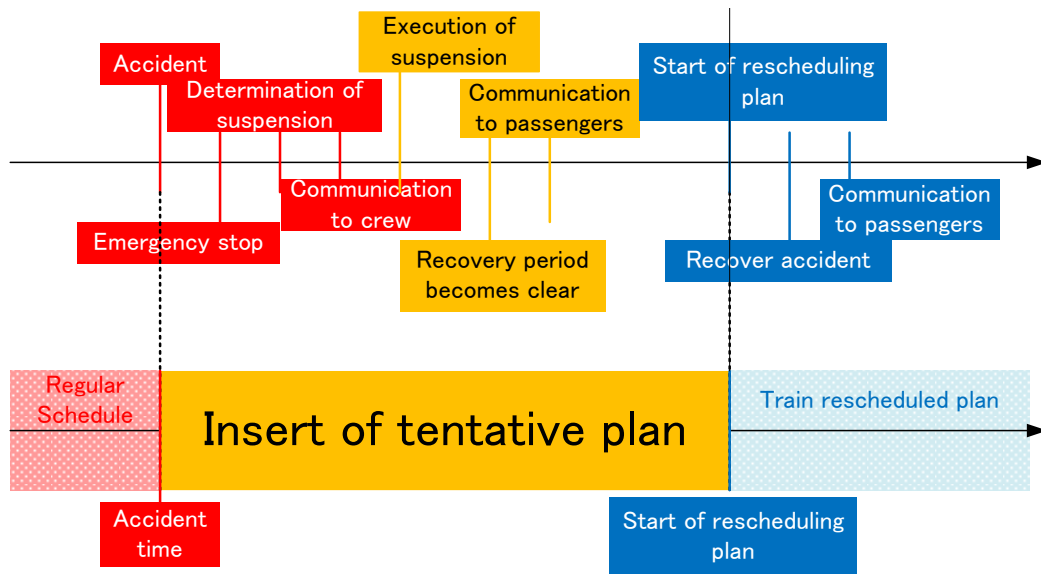 Execution of
suspension
Accident
Start of rescheduling
plan
Determination of
suspension
Communication
to passengers
Communication
to crew
Communication
to passengers
Emergency stop
Recovery period
becomes clear
Recover accident
Regular
Schedule
Insert of tentative plan
Train rescheduled plan
Accident
time
Start of rescheduling
plan